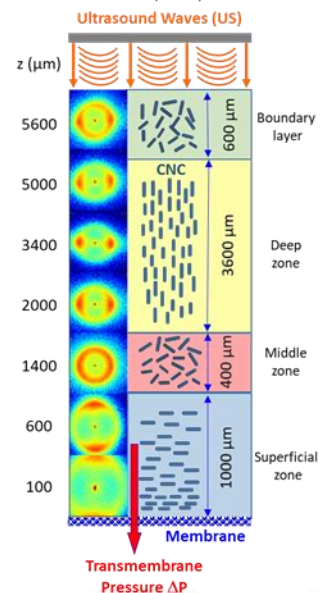 Ultrasound Waves (US)
z (μm)
5600
600 μm
Boundary
layer
5000
CNC
3400
3600 μm
Deep
zone
2000
1400
400 μm
Middle
zone
600
1000 μm
Superficial
zone
100
Membrane
Transmembrane
Pressure ΔP